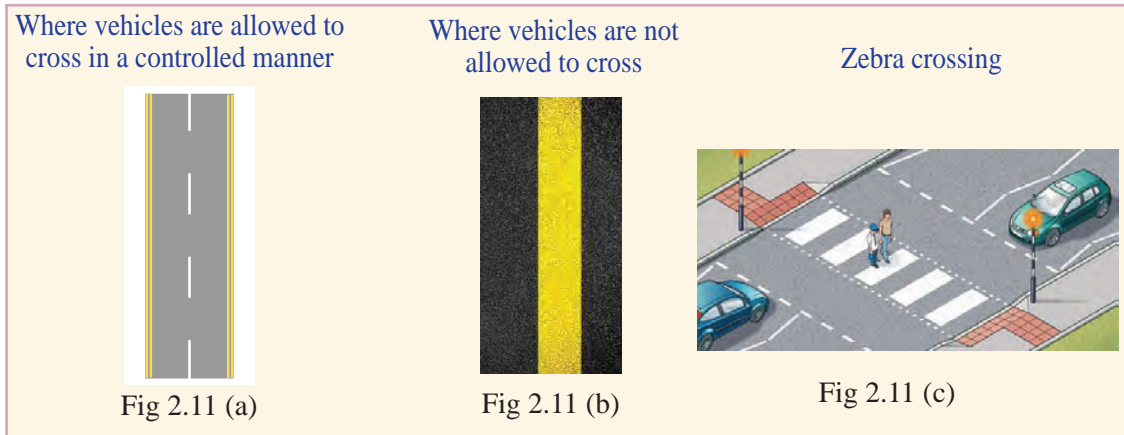 Where vehicles are allowed to
cross in a controlled manner
Fig 2.11 (a)
Where vehicles are not
allowed to cross
Fig 2.11 (b)
Zebra crossing
Fig 2.11 (c)